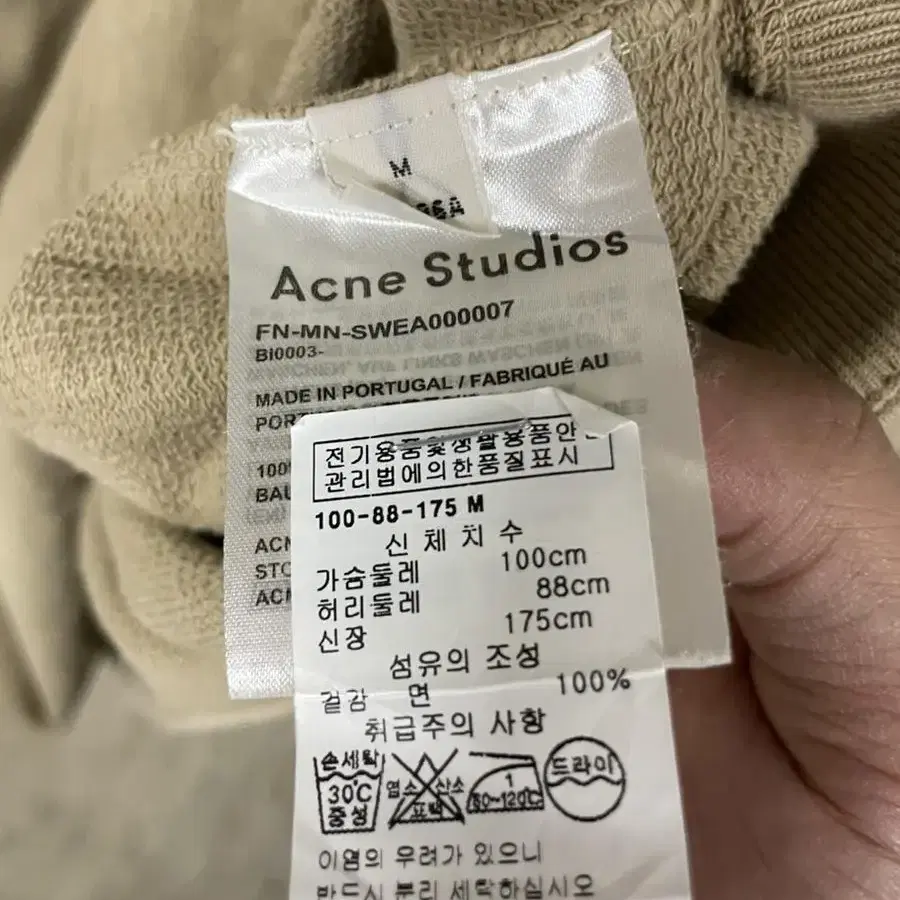 M
Acne Studios
FN-MN-SWEA000007
BI0003-
MASCHEN, AUF LINKS MASCHEN
MADE IN PORTUGAL / FABRIQUÉ AU
전기용품및생활용품안
관리법에의한품질표시
100-88-175 M
신체치수
가슴둘레 100cm
허리둘레 88cm
신장 175cm
섬유의 조성
겉감 면 100%
취급주의 사항
손세탁
30℃
중성
염소 산소
표백
1
80~120℃
드라이
이염의 우려가 있으니
반드시 분리 세탁하십시오